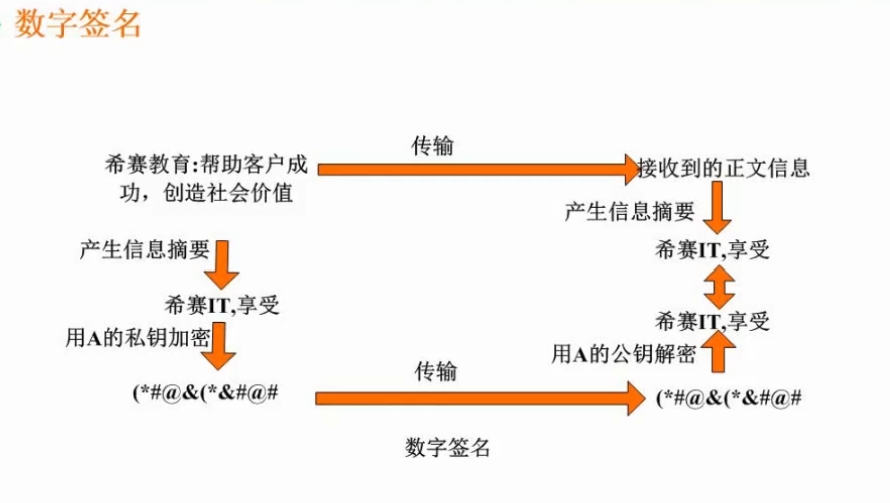 数字签名
传输
希赛教育:帮助客户成
功，创造社会价值
接收到的正文信息
产生信息摘要
产生信息摘要
希赛IT,享受
希赛IT,享受
希赛IT,享受
用A的私钥加密
用A的公钥解密
传输
(*#@&(*&#@#
(*#@&(*&#@#
数字签名